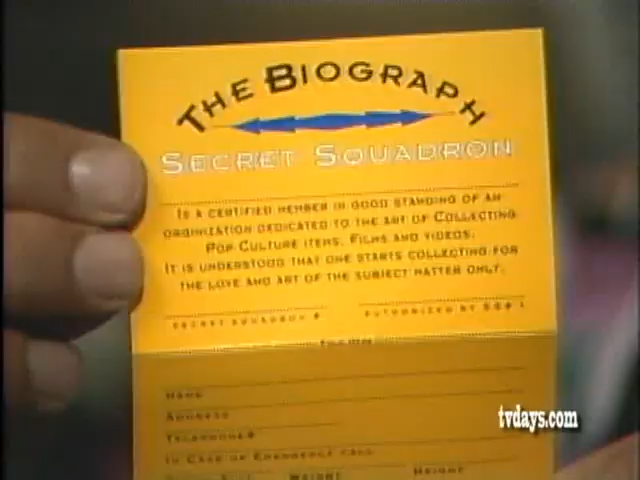 THE BIOGRAPH
SECRET SQUADRON
IS A CERTIFIED MEMBER IN GOOD STANDING OF AN
ORGANIZATION DEDICATED TO THE ART OF COLLECTING
POP CULTURE ITEMS, FILMS AND VIDEOS.
IT IS UNDERSTOOD THAT ONE STARTS COLLECTING FOR
THE LOVE AND ART OF THE SUBJECT MATTER ONLY.
SECRET SQUADRON # AUTHORIZED BY SS# 1
NAME
ADDRESS
TELEPHONE#
IN CASE OF EMERGENCY CALL
WEIGHT HEIGHT
tvdays.com